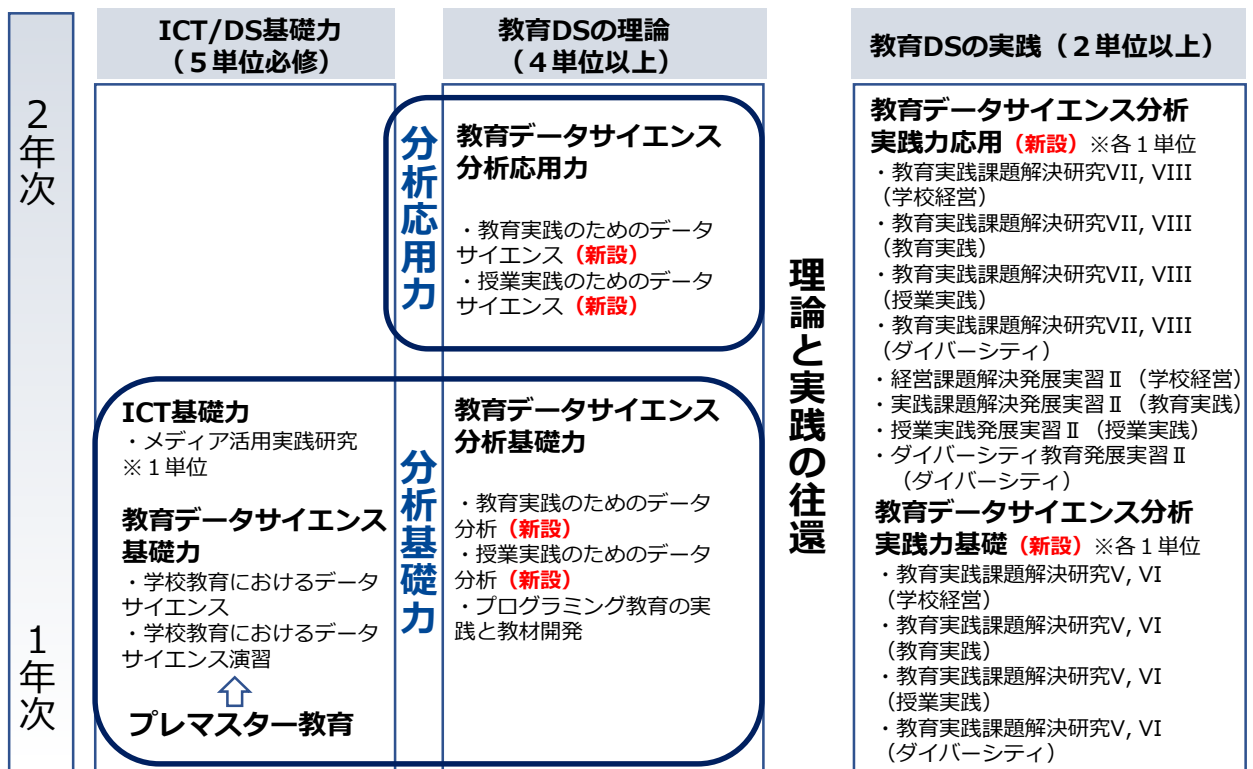 ICT/DS基礎力
（５単位必修）
教育DSの理論
（４単位以上）
教育DSの実践（２単位以上）
２年次
１年次
分析応用力
教育データサイエンス
分析応用力
・教育実践のためのデータ
サイエンス（新設）
・授業実践のためのデータ
サイエンス（新設）
ICT基礎力
・メディア活用実践研究
※１単位
教育データサイエンス
基礎力
・学校教育におけるデータ
サイエンス
・学校教育におけるデータ
サイエンス演習
プレマスター教育
分析基礎力
教育データサイエンス
分析基礎力
・教育実践のためのデータ
分析（新設）
・授業実践のためのデータ
分析（新設）
・プログラミング教育の実
践と教材開発
理論と実践の往還
教育データサイエンス分析
実践力応用（新設）※各１単位
・教育実践課題解決研究VII, VIII
（学校経営）
・教育実践課題解決研究VII, VIII
（教育実践）
・教育実践課題解決研究VII, VIII
（授業実践）
・教育実践課題解決研究VII, VIII
（ダイバーシティ）
・経営課題解決発展実習Ⅱ（学校経営）
・実践課題解決発展実習Ⅱ（教育実践）
・授業実践発展実習Ⅱ（授業実践）
・ダイバーシティ教育発展実習Ⅱ
（ダイバーシティ）
教育データサイエンス分析
実践力基礎（新設）※各１単位
・教育実践課題解決研究V, VI
（学校経営）
・教育実践課題解決研究V, VI
（教育実践）
・教育実践課題解決研究V, VI
（授業実践）
・教育実践課題解決研究V, VI
（ダイバーシティ）